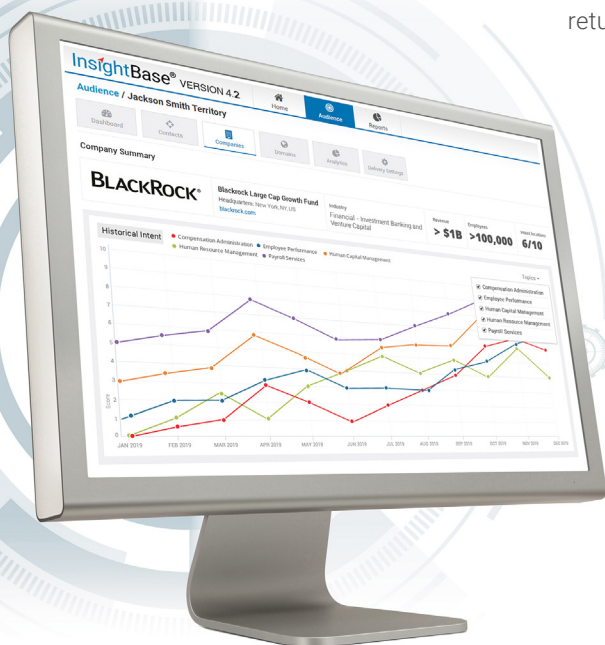 retu
InsightBase® VERSION 4.2
Home
Audience
Reports
Audience / Jackson Smith Territory
Dashboard
Contacts
Companies
Domains
Analytics
Delivery Settings
Company Summary
BLACKROCK®
Blackrock Large Cap Growth Fund
Headquarters: New York, NY, US
blackrock.com
Industry
Financial - Investment Banking and
Venture Capital
Revenue
> $1B
Employees
>100,000
6/10
Historical Intent
Compensation Administration Employee Performance Human Capital Management
Human Resource Management Payroll Services
Topics
Compensation Administration
Employee Performance
Human Capital Management
Human Resource Management
Payroll Services
10
9
8
7
6
5
4
3
2
1
0
Score
JAN 2019 FEB 2019 MAR 2019 APR 2019 MAY 2019 JUN 2019 JUL 2019 AUG 2019 SEP 2019 OCT 2019 NOV 2019 DEC 2019